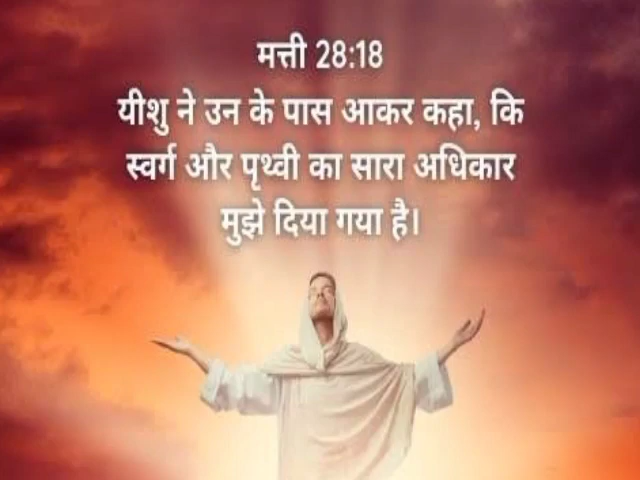 मत्ती 28:18
यीशु ने उन के पास आकर कहा, कि
स्वर्ग और पृथ्वी का सारा अधिकार
मुझे दिया गया है।